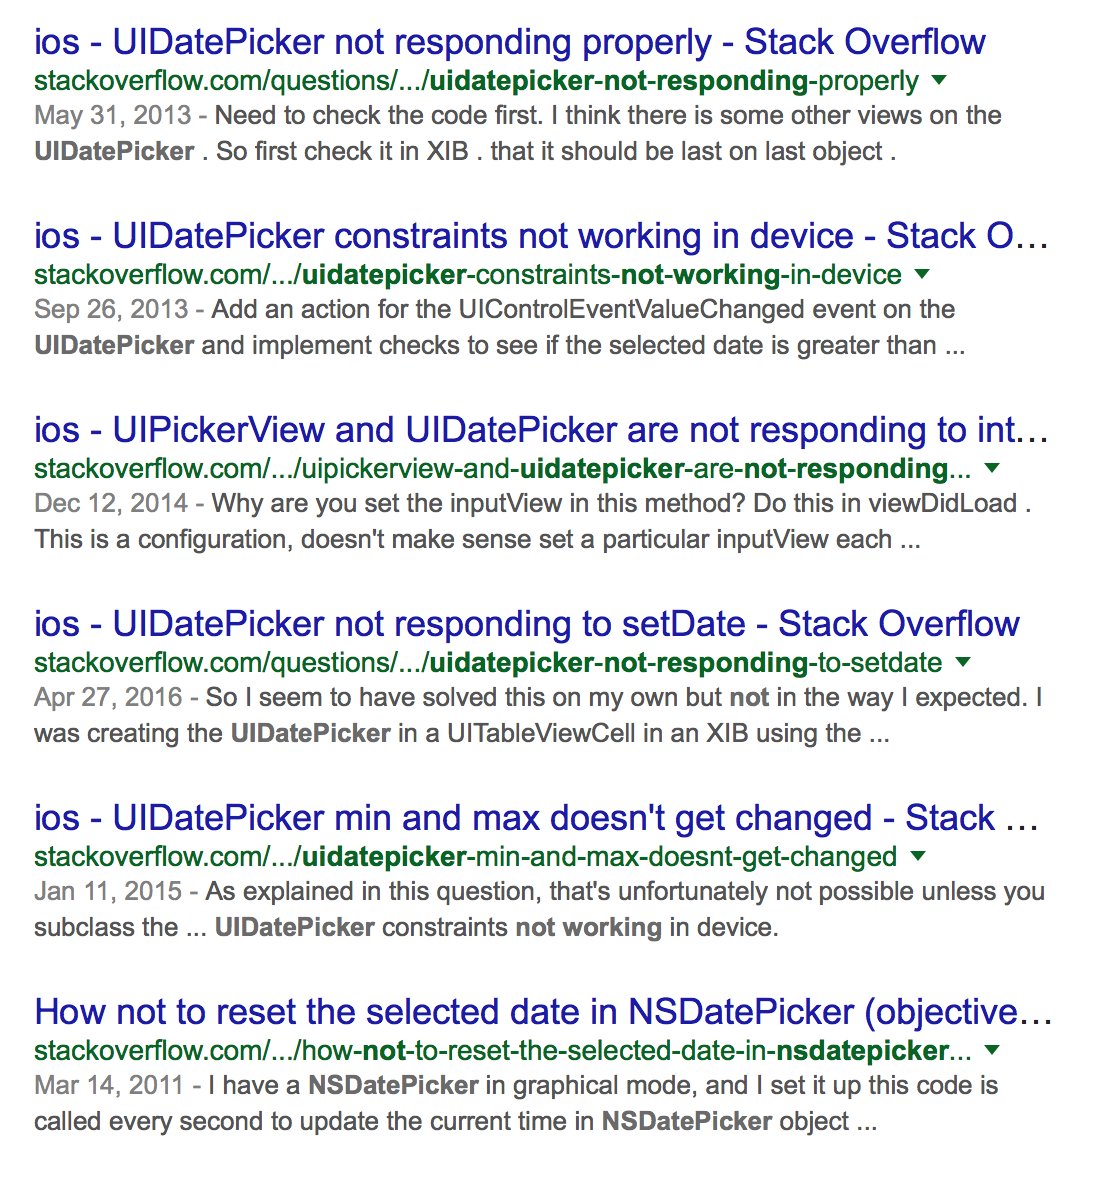 ios - UIDatePicker not responding properly - Stack Overflow
stackoverflow.com/questions/.../uidatepicker-not-responding-properly
May 31, 2013 - Need to check the code first. I think there is some other views on the
UIDatePicker . So first check it in XIB . that it should be last on last object .
ios - UIDatePicker constraints not working in device - Stack O...
stackoverflow.com/.../uidatepicker-constraints-not-working-in-device
Sep 26, 2013 - Add an action for the UIControlEventValueChanged event on the
UIDatePicker and implement checks to see if the selected date is greater than ...
ios - UIPickerView and UIDatePicker are not responding to int...
stackoverflow.com/.../uipickerview-and-uidatepicker-are-not-responding...
Dec 12, 2014 - Why are you set the inputView in this method? Do this in viewDidLoad .
This is a configuration, doesn't make sense set a particular inputView each ...
ios - UIDatePicker not responding to setDate - Stack Overflow
stackoverflow.com/questions/.../uidatepicker-not-responding-to-setdate
Apr 27, 2016 - So I seem to have solved this on my own but not in the way I expected. I
was creating the UIDatePicker in a UITableViewCell in an XIB using the ...
ios - UIDatePicker min and max doesn't get changed - Stack ...
stackoverflow.com/.../uidatepicker-min-and-max-doesnt-get-changed
Jan 11, 2015 - As explained in this question, that's unfortunately not possible unless you
subclass the ... UIDatePicker constraints not working in device.
How not to reset the selected date in NSDatePicker (objective...
stackoverflow.com/.../how-not-to-reset-the-selected-date-in-nsdatepicker...
Mar 14, 2011 - I have a NSDatePicker in graphical mode, and I set it up this code is
called every second to update the current time in NSDatePicker object ...